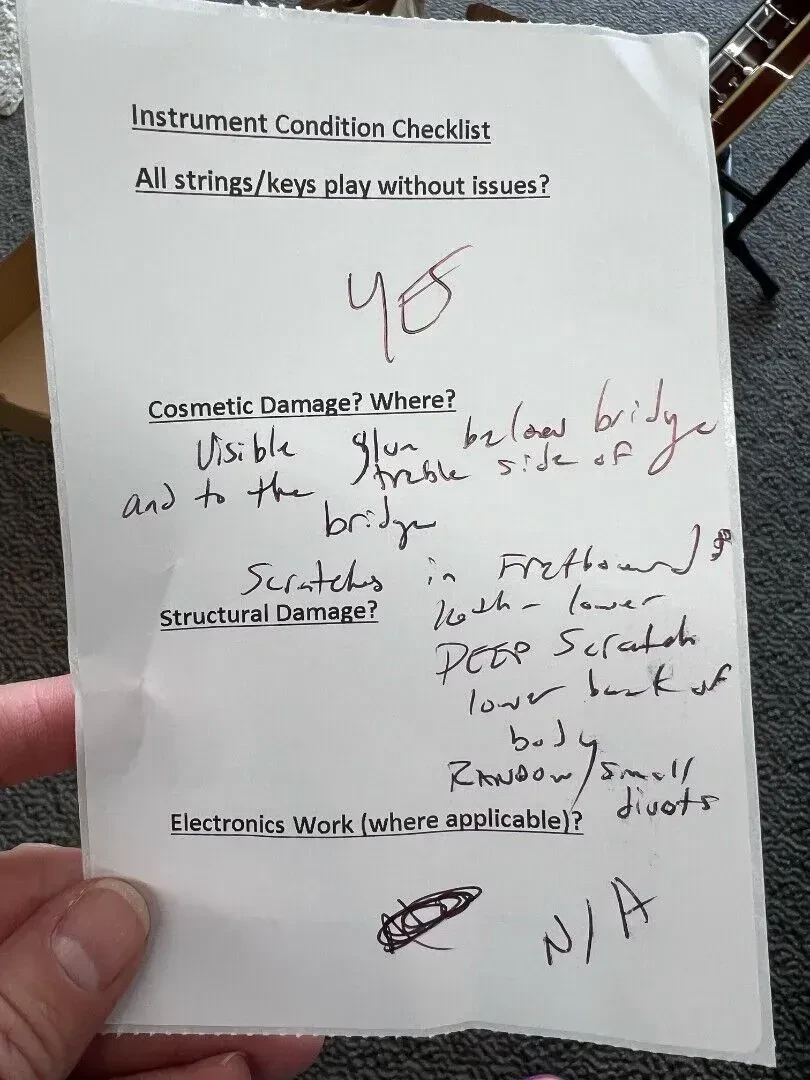 Instrument Condition Checklist
All strings/keys play without issues?
YES
Cosmetic Damage? Where?
Visible glue below bridge
and to the treble side of
bridge
Scratches in Fretboard
Structural Damage?
lower
DEEP Scratch
lower back of
body
RANDOM/small
divots
Electronics Work (where applicable)?
N/A